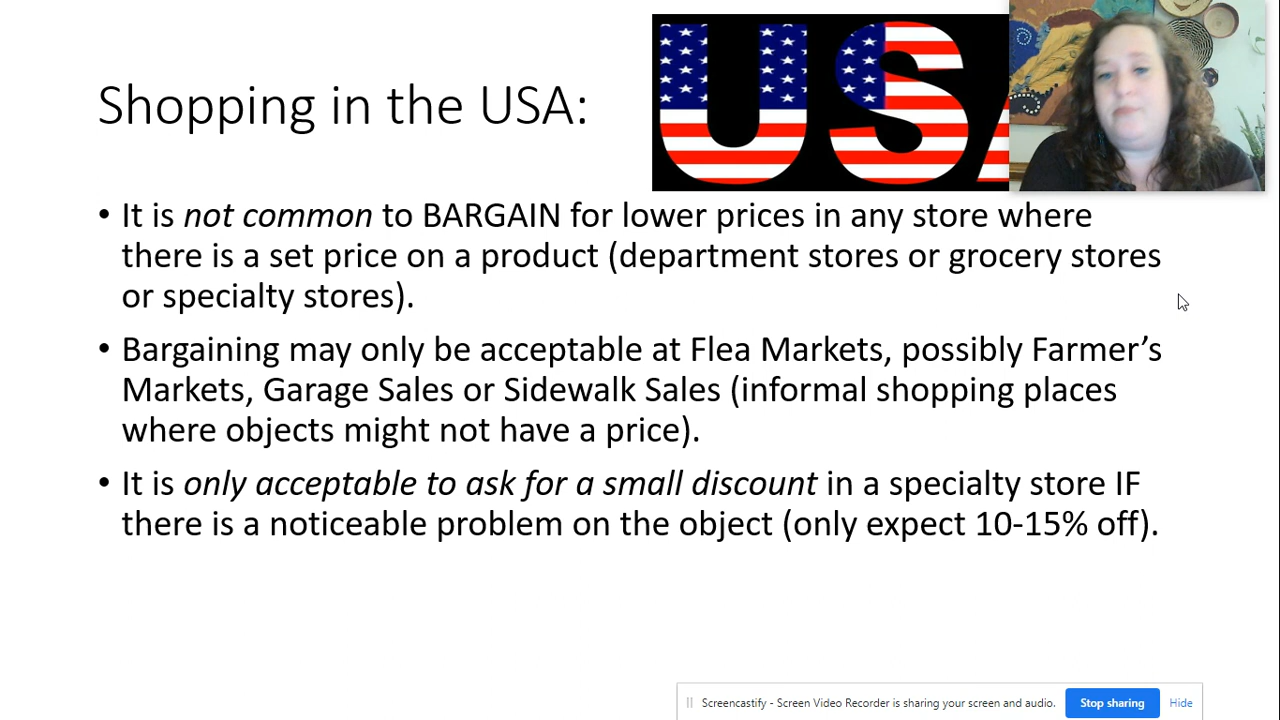 USA
Shopping in the USA:
• It is not common to BARGAIN for lower prices in any store where
there is a set price on a product (department stores or grocery stores
or specialty stores).
• Bargaining may only be acceptable at Flea Markets, possibly Farmer’s
Markets, Garage Sales or Sidewalk Sales (informal shopping places
where objects might not have a price).
• It is only acceptable to ask for a small discount in a specialty store IF
there is a noticeable problem on the object (only expect 10-15% off).
Screencastify - Screen Video Recorder is sharing your screen and audio. Stop sharing Hide